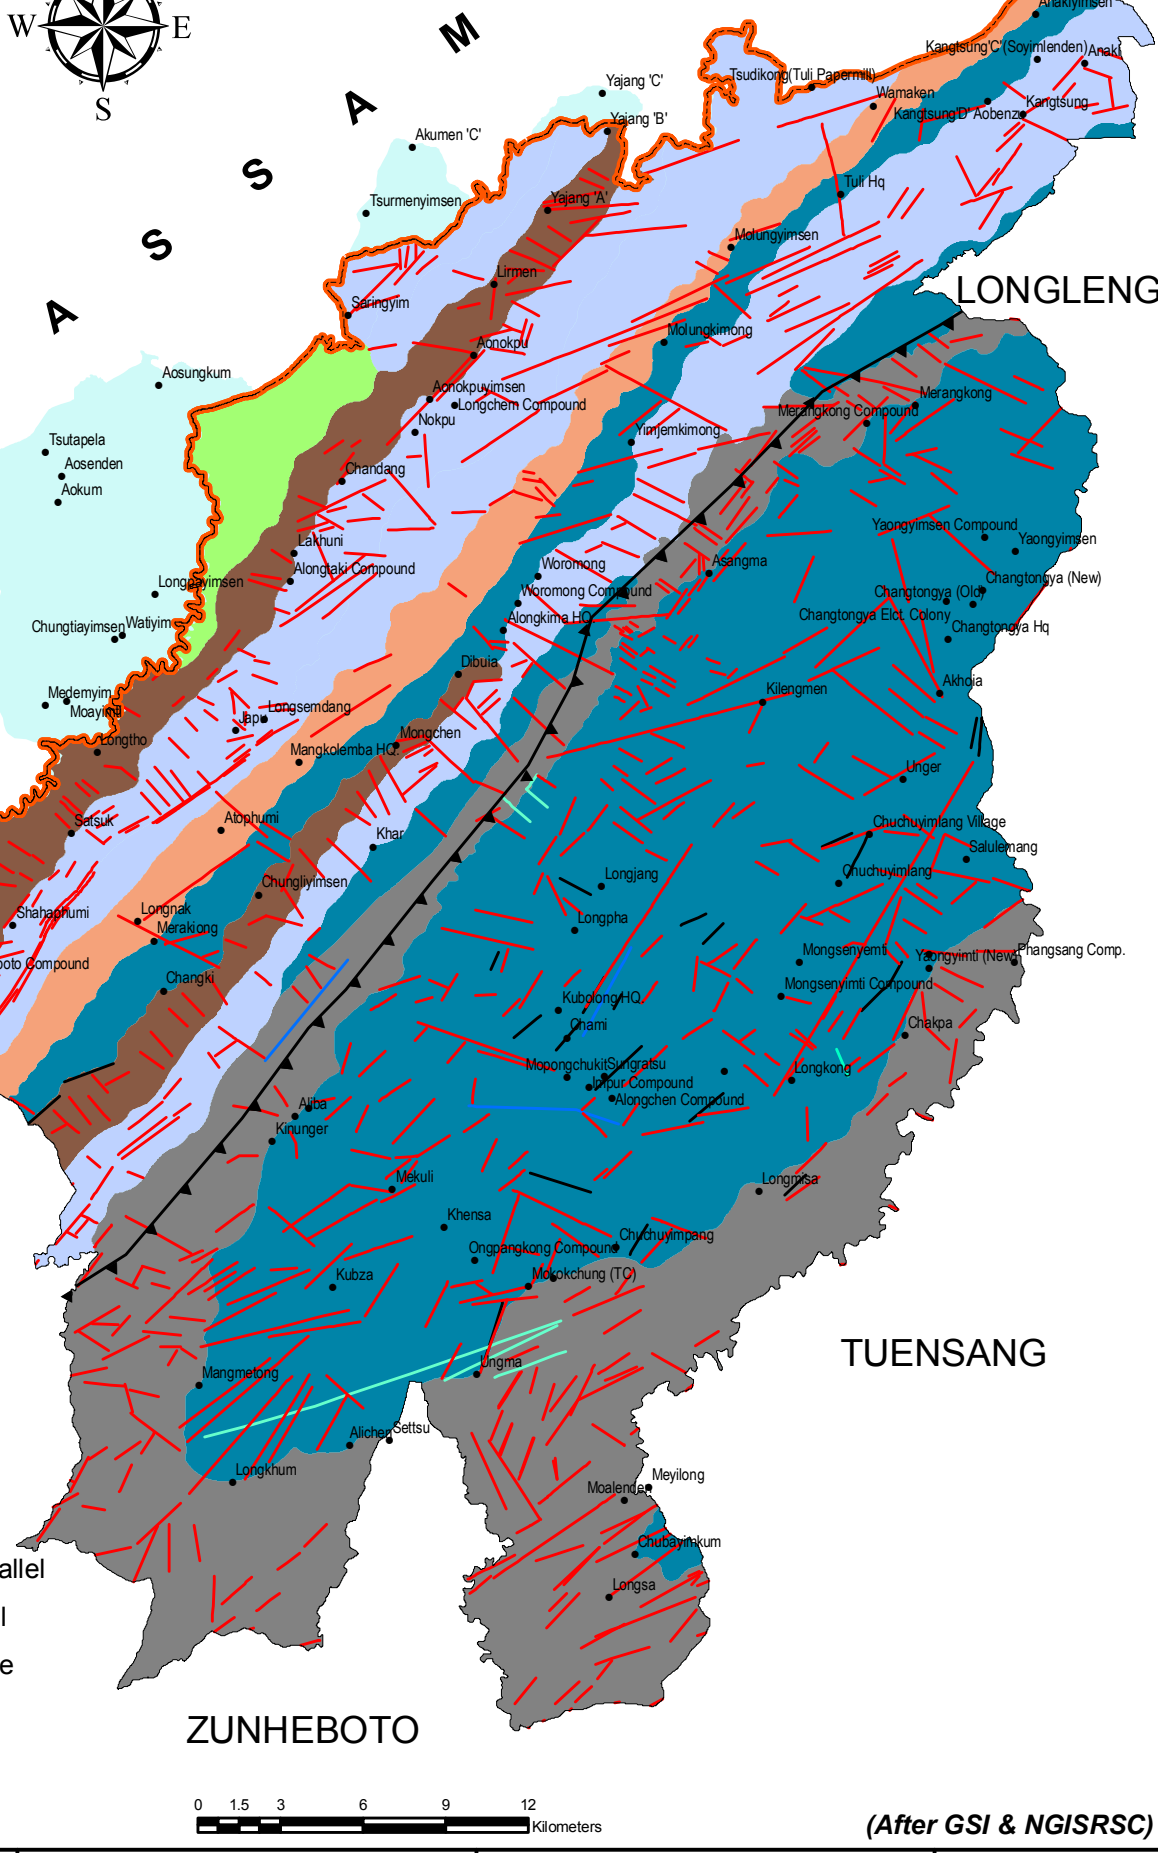 Anakiyimsen
W
E
S
M
Kangtsung'C'(Soyimlenden)
Anaki
Tsudikong(Tuli Papermill)
Yajang 'C'
Wamaken
Kangtsung
A
Kangtsung'D'
Aobenzu
Yajang 'B'
Akumen 'C'
S
Tuli Hq
Tsurmenyimsen
Yajang 'A'
S
Molungyimsen
Lirmen
LONGLENG
A
Saringyim
Molungkimong
Aonokpu
Aosungkum
Aonokpuyimsen
Merangkong
Longchem Compound
Merangkong Compound
Nokpu
Yimjemkimong
Tsutapela
Aosenden
Chandang
Aokum
Yaongyimsen Compound
Yaongyimsen
Lakhuni
Asangma
Woromong
Alongtaki Compound
Longpayimsen
Changtongya (New)
Woromong Compound
Changtongya (Old)
Alongkima HQ.
Changtongya Elct. Colony
Chungtiayimsen
Watiyim
Changtongya Hq
Dibuia
Akhoia
Medemyim
Kilengmen
Moayimti
Longsemdang
Japu
Longtho
Mongchen
Mangkolemba HQ.
Unger
Satsuk
Atophumi
Chuchuyimlang Village
Khar
Salulemang
Chungliyimsen
Longjang
Chuchuyimlang
Shahaphumi
Longnak
Longpha
Merakiong
Mongsenyemti
Yaongyimti (New)
Phangsang Comp.
oto Compound
Changki
Mongsenyimti Compound
Kubolong HQ.
Chami
Chakpa
Mopongchukit
Sungratsu
Longkong
Impur Compound
Alongchen Compound
Aliba
Kinunger
Mekuli
Longmisa
Khensa
Chuchuyimpang
Ongpangkong Compound
Kubza
Mokokchung (TC)
TUENSANG
Ungma
Mangmetong
Alichen
Settsu
Longkhum
Meyilong
Moalenden
Chubayimkum
allel
Longsa
l
e
ZUNHEBOTO
0 1.5 3 6 9 12
Kilometers
(After GSI & NGISRSC)